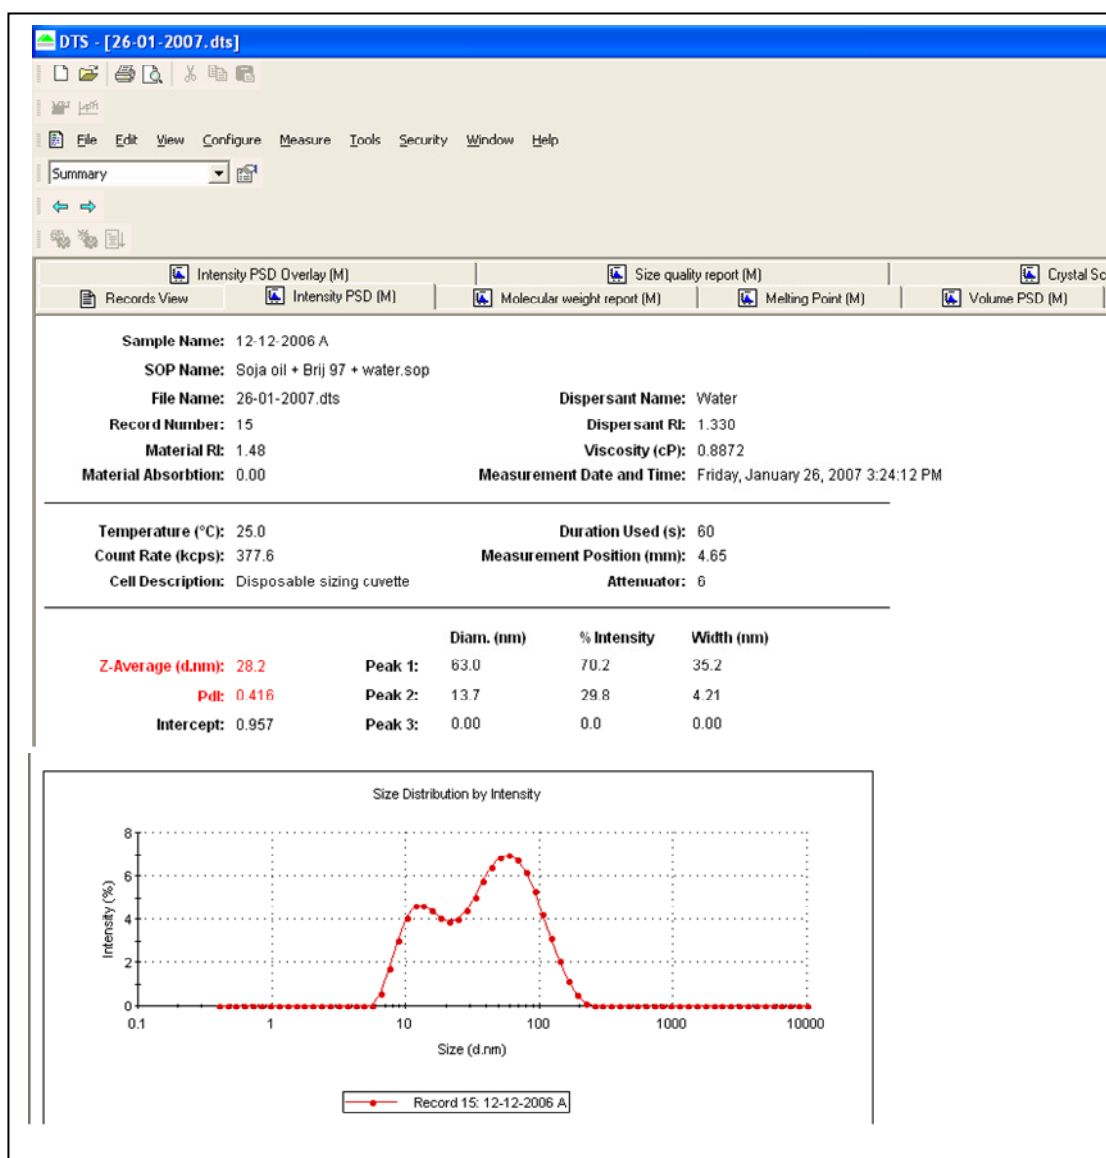 DTS - [26-01-2007.dts]
File Edit View Configure Measure Tools Security Window Help
Summary
Intensity PSD Overlay (M) Size quality report (M) Crystal Sc
Records View Intensity PSD (M) Molecular weight report (M) Melting Point (M) Volume PSD (M)
Sample Name: 12-12-2006 A
SOP Name: Soja oil + Brij 97 + water.sop
File Name: 26-01-2007.dts Dispersant Name: Water
Record Number: 15 Dispersant RI: 1.330
Material RI: 1.48 Viscosity (cP): 0.8872
Material Absorbtion: 0.00 Measurement Date and Time: Friday, January 26, 2007 3:24:12 PM
Temperature (°C): 25.0 Duration Used (s): 60
Count Rate (kcps): 377.6 Measurement Position (mm): 4.65
Cell Description: Disposable sizing cuvette Attenuator: 6
Diam. (nm) % Intensity Width (nm)
Z-Average (d.nm): 28.2 Peak 1: 63.0 70.2 35.2
PdI: 0.416 Peak 2: 13.7 29.8 4.21
Intercept: 0.957 Peak 3: 0.00 0.0 0.00
Size Distribution by Intensity
8
6
4
2
0
Intensity (%)
0.1 1 10 100 1000 10000
Size (d.nm)
Record 15: 12-12-2006 A